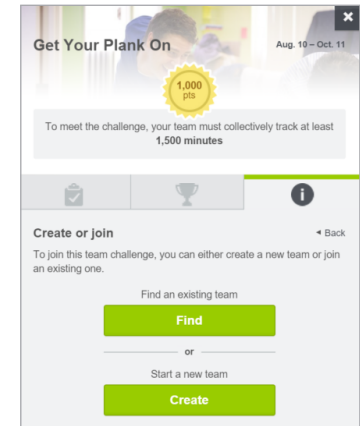 Get Your Plank On
Aug. 10 – Oct. 11
1,000
pts
To meet the challenge, your team must collectively track at least
1,500 minutes
i
Create or join
◄ Back
To join this team challenge, you can either create a new team or join
an existing one.
Find an existing team
Find
or
Start a new team
Create